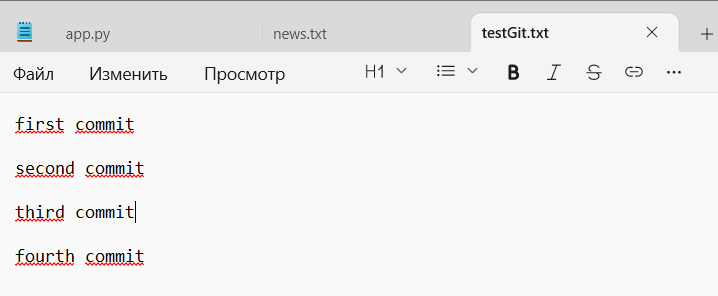 app.py news.txt testGit.txt
Файл Изменить Просмотр H1 B I S
first commit
second commit
third commit
fourth commit